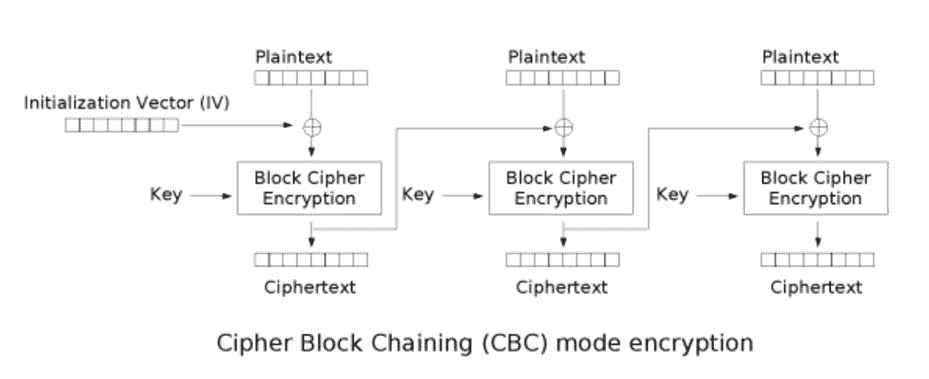 Plaintext
Plaintext
Plaintext
Initialization Vector (IV)
Key
Block Cipher
Encryption
Key
Block Cipher
Encryption
Key
Block Cipher
Encryption
Ciphertext
Ciphertext
Ciphertext
Cipher Block Chaining (CBC) mode encryption